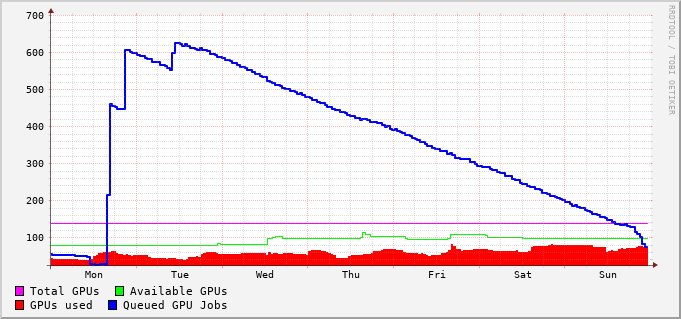 700
600
500
400
300
200
100
Mon Tue Wed Thu Fri Sat Sun
Total GPUs Available GPUs
GPUs used Queued GPU Jobs
RRDTOOL / TOBI OETIKER